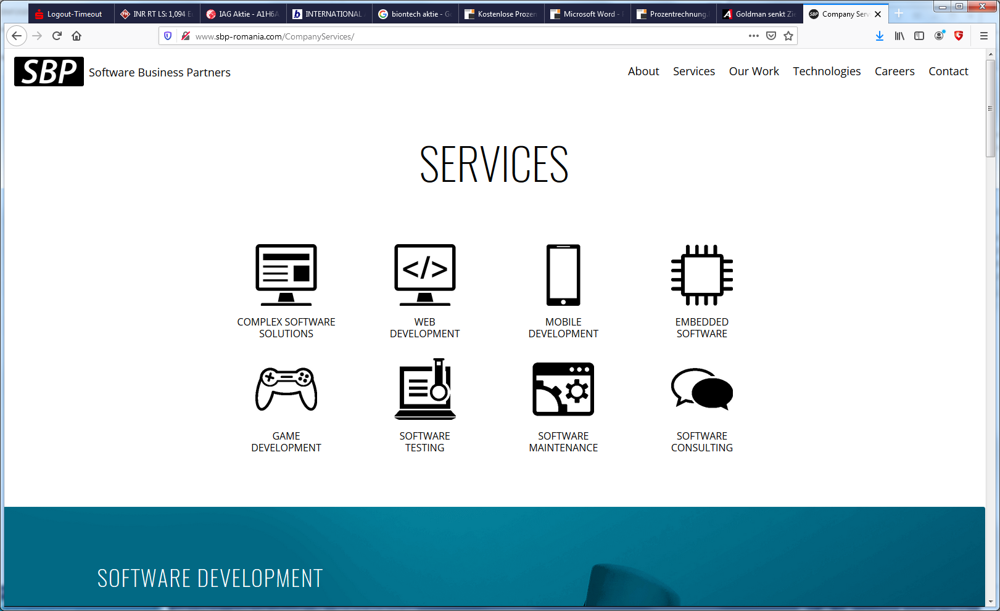 Logout-Timeout
INR RT LS: 1,094 E
IAG Aktie - A1H6A
INTERNATIONAL
biontech aktie - G
Kostenlose Prozen
Microsoft Word -
Prozentrechnung.
Goldman senkt Zie
Company Serv
www.sbp-romania.com/CompanyServices/
SBP Software Business Partners
About Services Our Work Technologies Careers Contact
SERVICES
COMPLEX SOFTWARE
SOLUTIONS
WEB
DEVELOPMENT
MOBILE
DEVELOPMENT
EMBEDDED
SOFTWARE
GAME
DEVELOPMENT
SOFTWARE
TESTING
SOFTWARE
MAINTENANCE
SOFTWARE
CONSULTING
SOFTWARE DEVELOPMENT